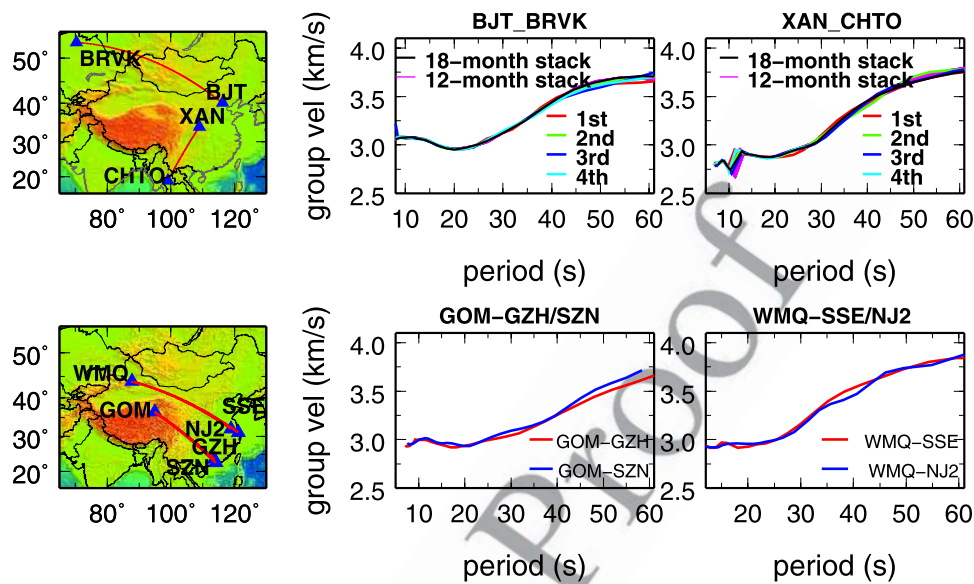 BJT_BRVK
XAN_CHTO
50°
40°
30°
20°
BRVK
BJT
XAN
CHTO
80°
100°
120°
group vel (km/s)
4.0
3.5
3.0
2.5
18-month stack
12-month stack
1st
2nd
3rd
4th
10 20 30 40 50 60
period (s)
4.0
3.5
3.0
2.5
18-month stack
12-month stack
1st
2nd
3rd
4th
10 20 30 40 50 60
period (s)
GOM-GZH/SZN
WMQ-SSE/NJ2
50°
40°
30°
20°
WMQ
SSE
GOM
NJ2
GZH
SZN
80°
100°
120°
group vel (km/s)
4.0
3.5
3.0
2.5
GOM-GZH
GOM-SZN
10 20 30 40 50 60
period (s)
4.0
3.5
3.0
2.5
WMQ-SSE
WMQ-NJ2
20 30 40 50 60
period (s)
Proof